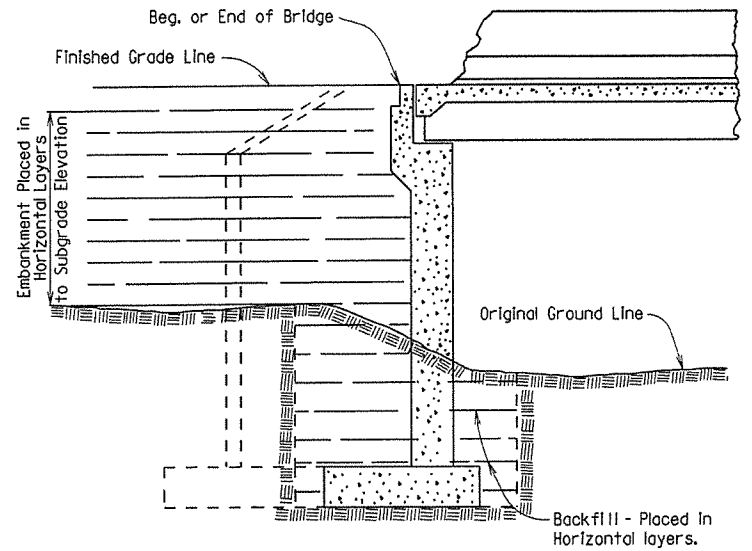 Beg. or End of Bridge
Finished Grade Line
Embankment Placed in
Horizontal Layers
to Subgrade Elevation
Original Ground Line
Backfill - Placed in
Horizontal layers.